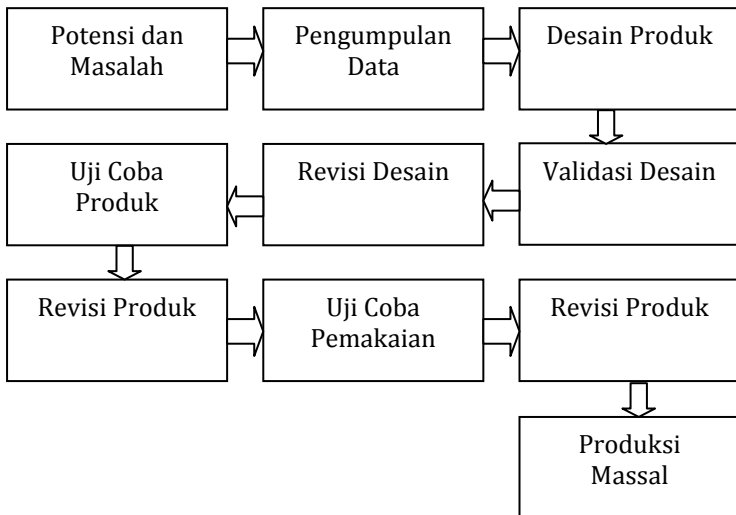 Potensi dan
Masalah
Pengumpulan
Data
Desain Produk
Validasi Desain
Revisi Desain
Uji Coba
Produk
Revisi Produk
Uji Coba
Pemakaian
Revisi Produk
Produksi
Massal